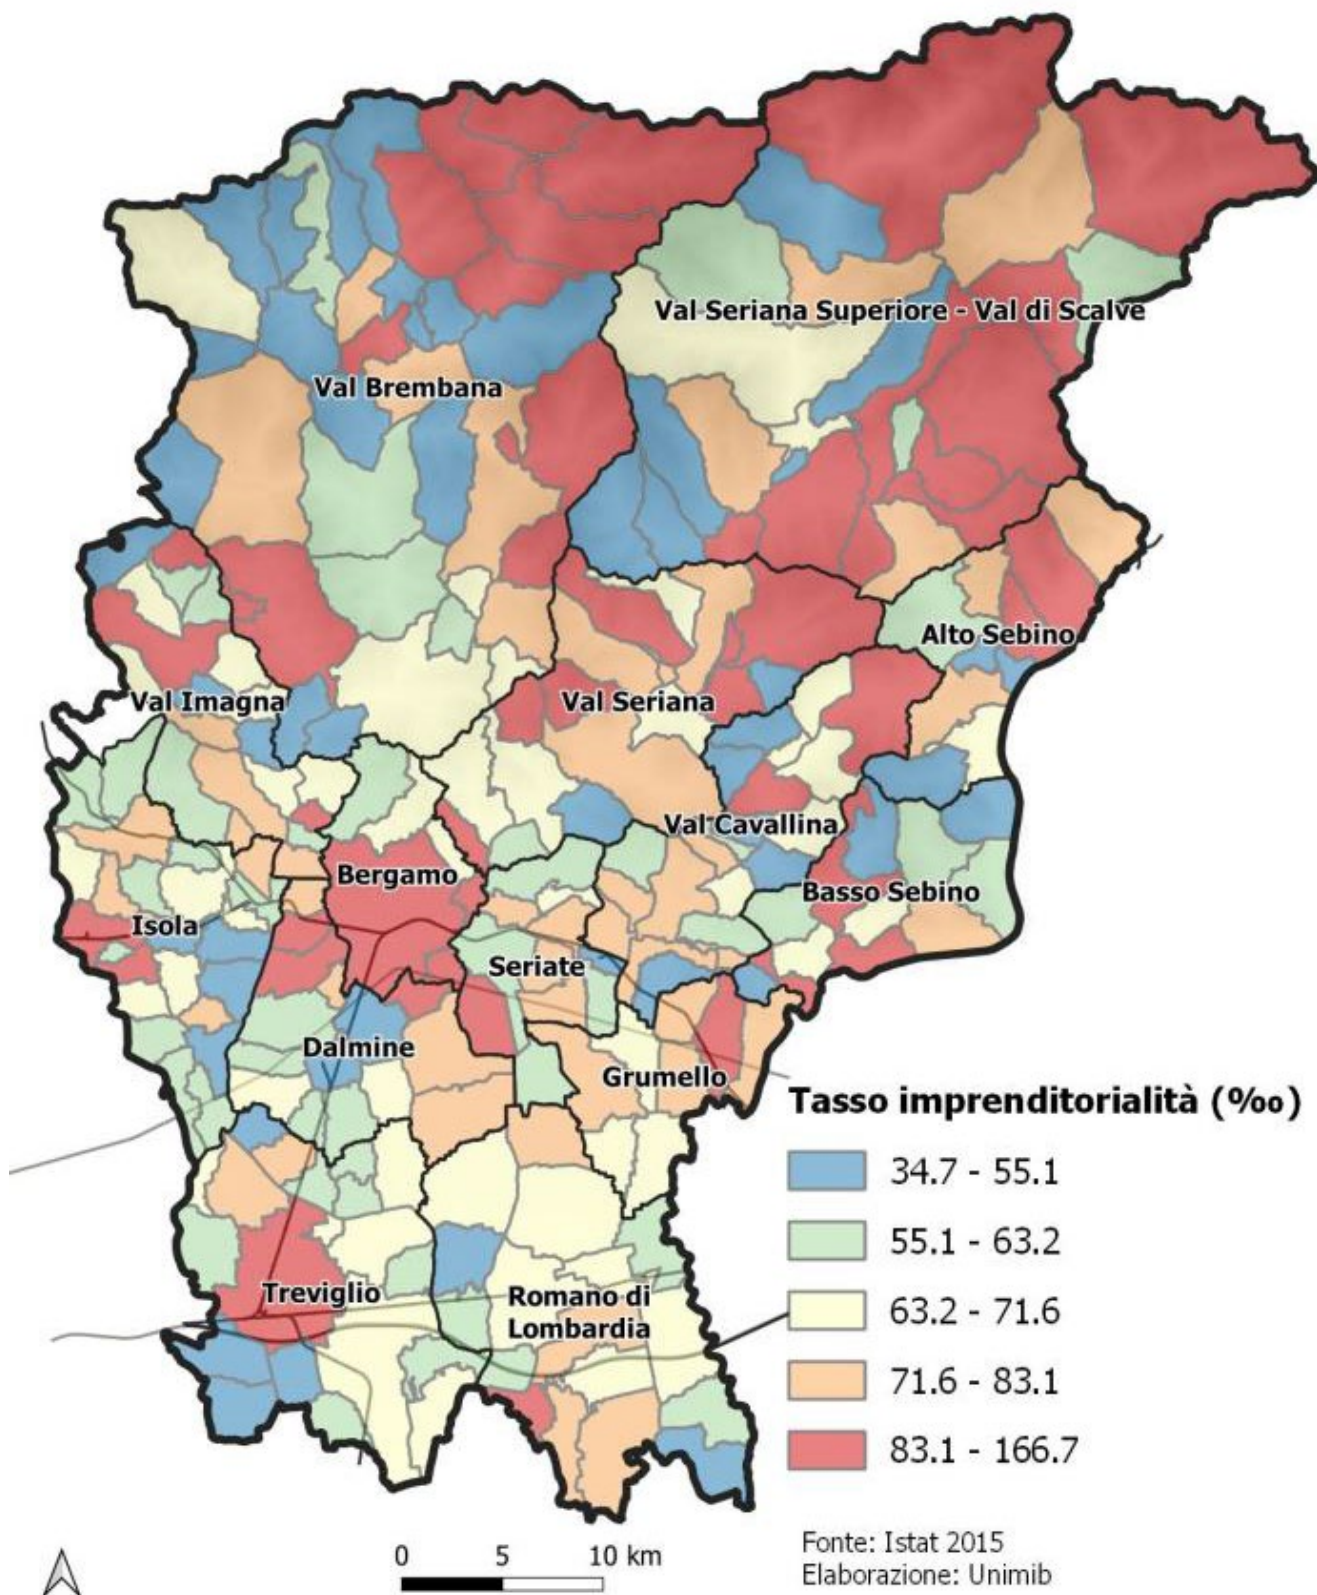 Val Seriana Superiore - Val di Scalve
Val Brembana
Alto Sebino
Val Imagna
Val Seriana
Val Cavallina
Bergamo
Basso Sebino
Isola
Seriate
Dalmine
Grumello
Treviglio
Romano di
Lombardia
Tasso imprenditorialità (‰)
34.7 - 55.1
55.1 - 63.2
63.2 - 71.6
71.6 - 83.1
83.1 - 166.7
0 5 10 km
Fonte: Istat 2015
Elaborazione: Unimib